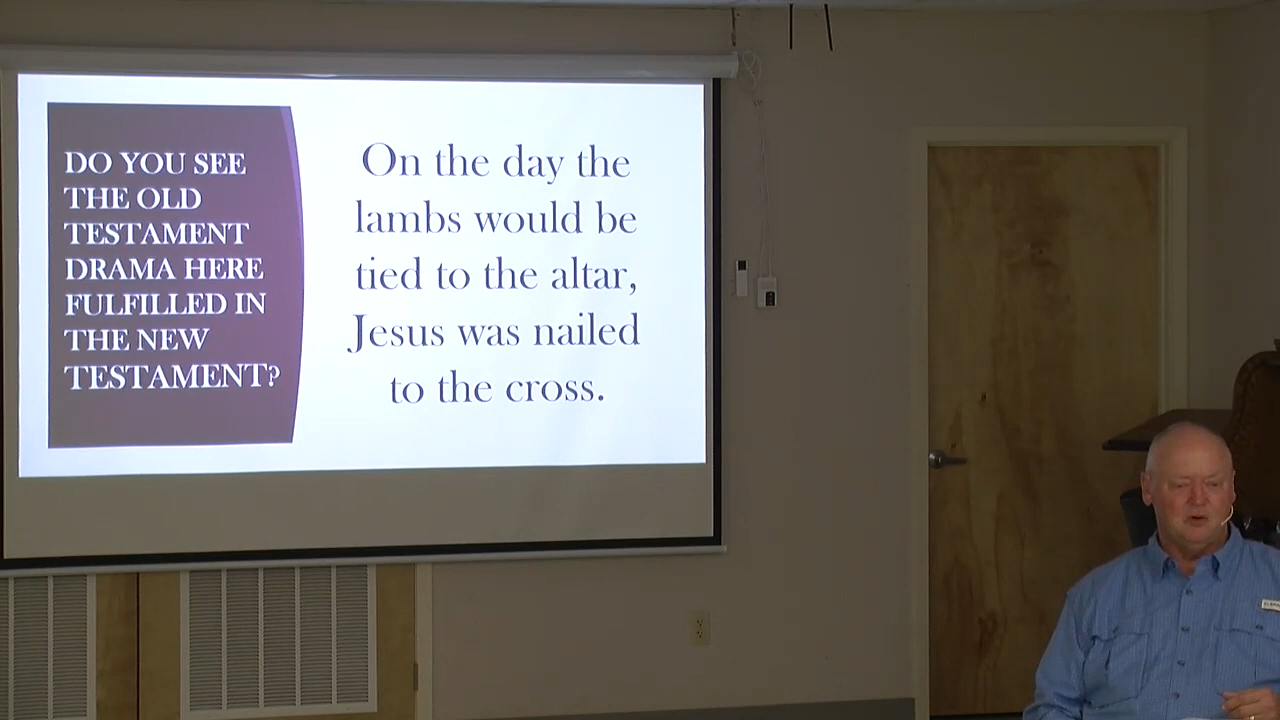 DO YOU SEE
THE OLD
TESTAMENT
DRAMA HERE
FULFILLED IN
THE NEW
TESTAMENT?
On the day the
lambs would be
tied to the altar,
Jesus was nailed
to the cross.